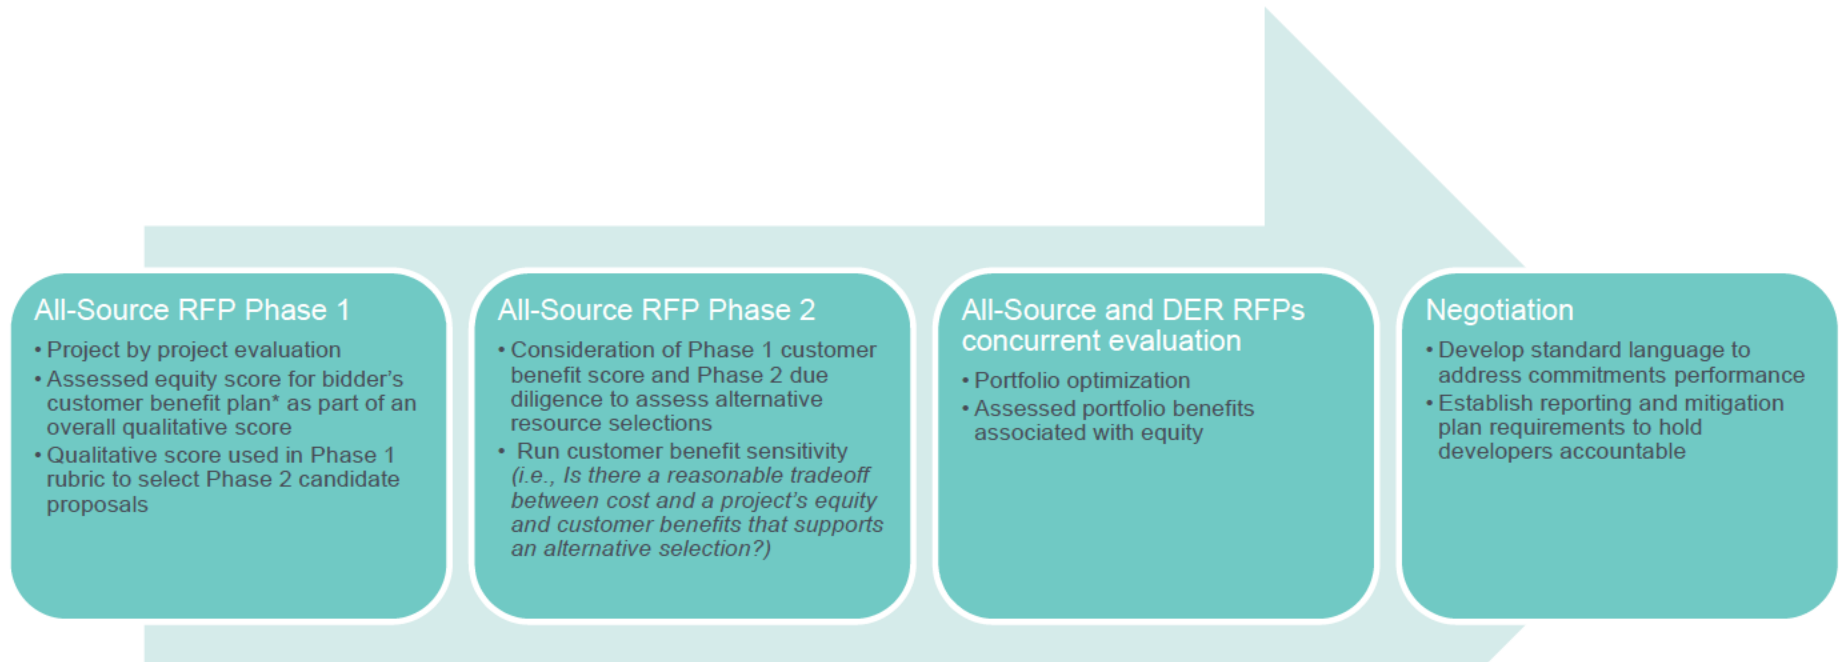 All-Source RFP Phase 1
• Project by project evaluation
• Assessed equity score for bidder’s
customer benefit plan* as part of an
overall qualitative score
• Qualitative score used in Phase 1
rubric to select Phase 2 candidate
proposals
All-Source RFP Phase 2
• Consideration of Phase 1 customer
benefit score and Phase 2 due
diligence to assess alternative
resource selections
• Run customer benefit sensitivity
(i.e., Is there a reasonable tradeoff
between cost and a project’s equity
and customer benefits that supports
an alternative selection?)
All-Source and DER RFPs
concurrent evaluation
• Portfolio optimization
• Assessed portfolio benefits
associated with equity
Negotiation
• Develop standard language to
address commitments performance
• Establish reporting and mitigation
plan requirements to hold
developers accountable